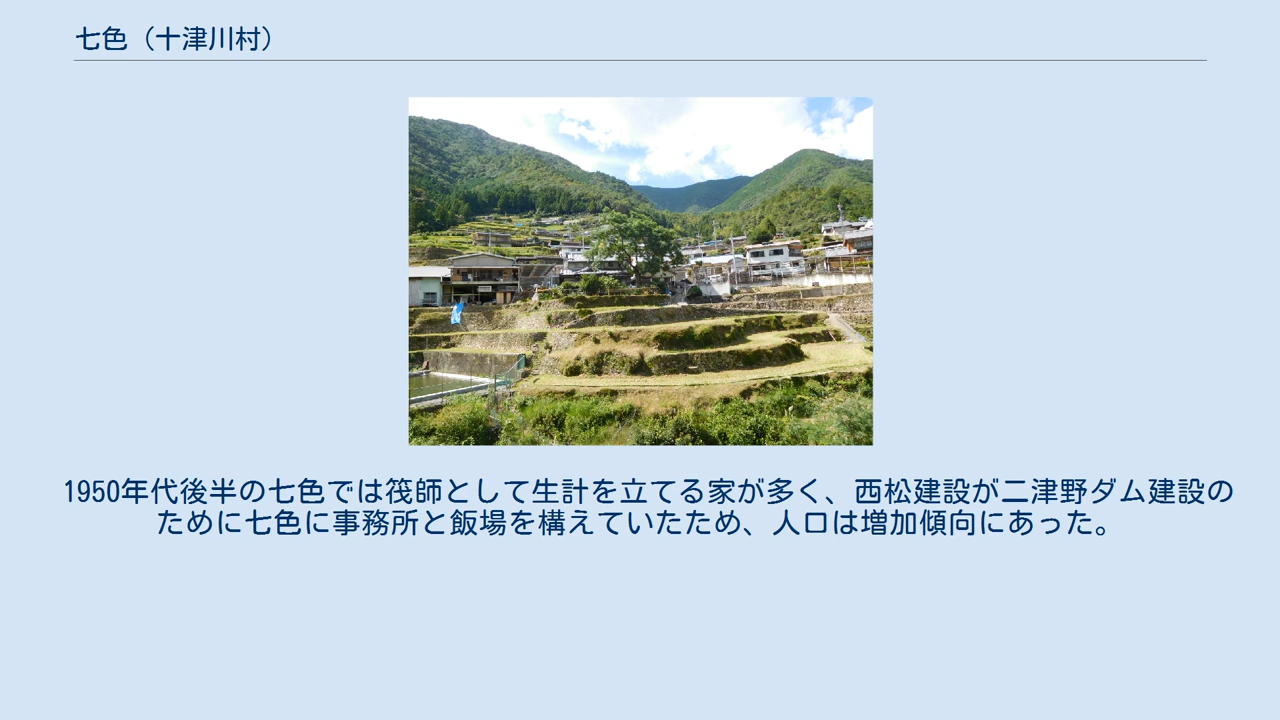 七色（十津川村）
1950年代後半の七色では筏師として生計を立てる家が多く、西松建設が二津野ダム建設の
ために七色に事務所と飯場を構えていたため、人口は増加傾向にあった。